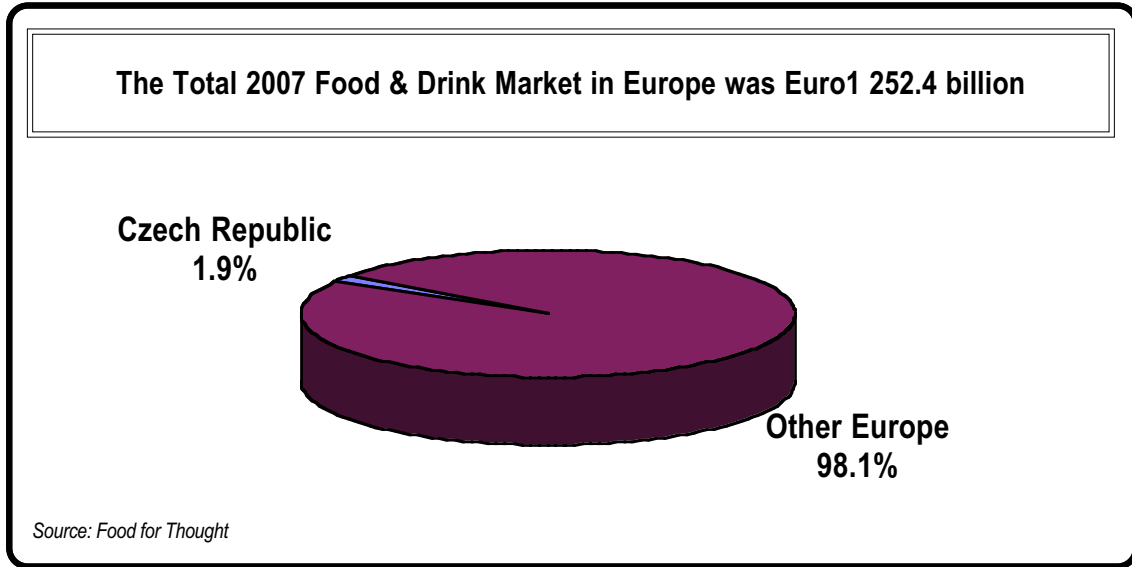 The Total 2007 Food & Drink Market in Europe was Euro1 252.4 billion
Czech Republic
1.9%
Other Europe
98.1%
Source: Food for Thought